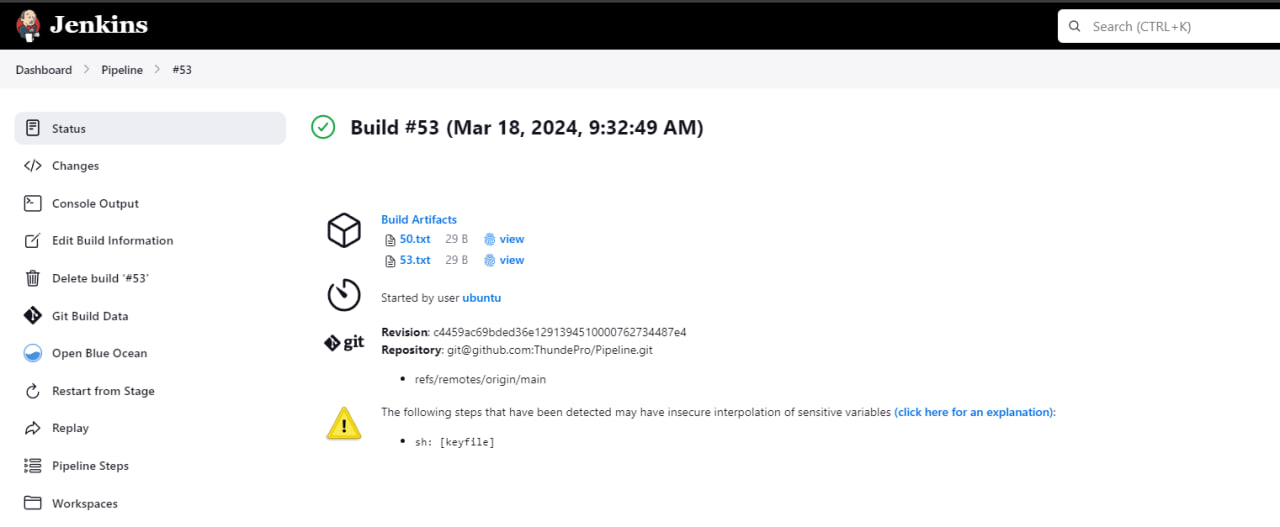 Jenkins
Search (CTRL+K)
Dashboard > Pipeline > #53
Status
Changes
Console Output
Edit Build Information
Delete build '#53'
Git Build Data
Open Blue Ocean
Restart from Stage
Replay
Pipeline Steps
Workspaces
Build #53 (Mar 18, 2024, 9:32:49 AM)
Build Artifacts
50.txt 29 B view
53.txt 29 B view
Started by user ubuntu
git
Revision: c4459ac69bded36e1291394510000762734487e4
Repository: git@github.com:ThundePro/Pipeline.git
• refs/remotes/origin/main
The following steps that have been detected may have insecure interpolation of sensitive variables (click here for an explanation):
• sh: [keyfile]